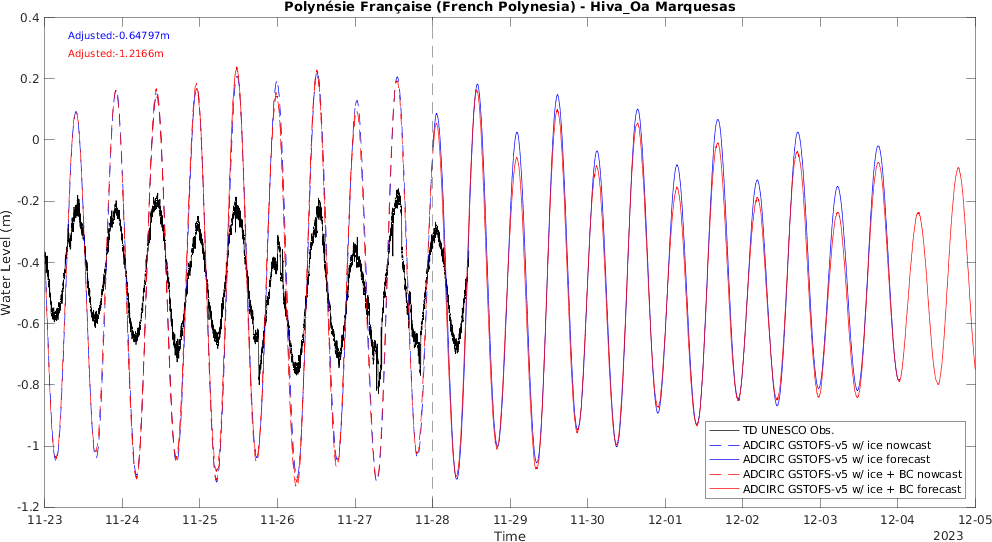 Polynésie Française (French Polynesia) - Hiva_Oa Marquesas
Adjusted:-0.64797m
Adjusted:-1.2166m
0.4
0.2
0
-0.2
-0.4
-0.6
-0.8
-1
-1.2
Water Level (m)
TD UNESCO Obs.
ADCIRC GSTOFS-v5 w/ ice nowcast
ADCIRC GSTOFS-v5 w/ ice forecast
ADCIRC GSTOFS-v5 w/ ice + BC nowcast
ADCIRC GSTOFS-v5 w/ ice + BC forecast
11-23 11-24 11-25 11-26 11-27 11-28 11-29 11-30 12-01 12-02 12-03 12-04 12-05
Time
2023